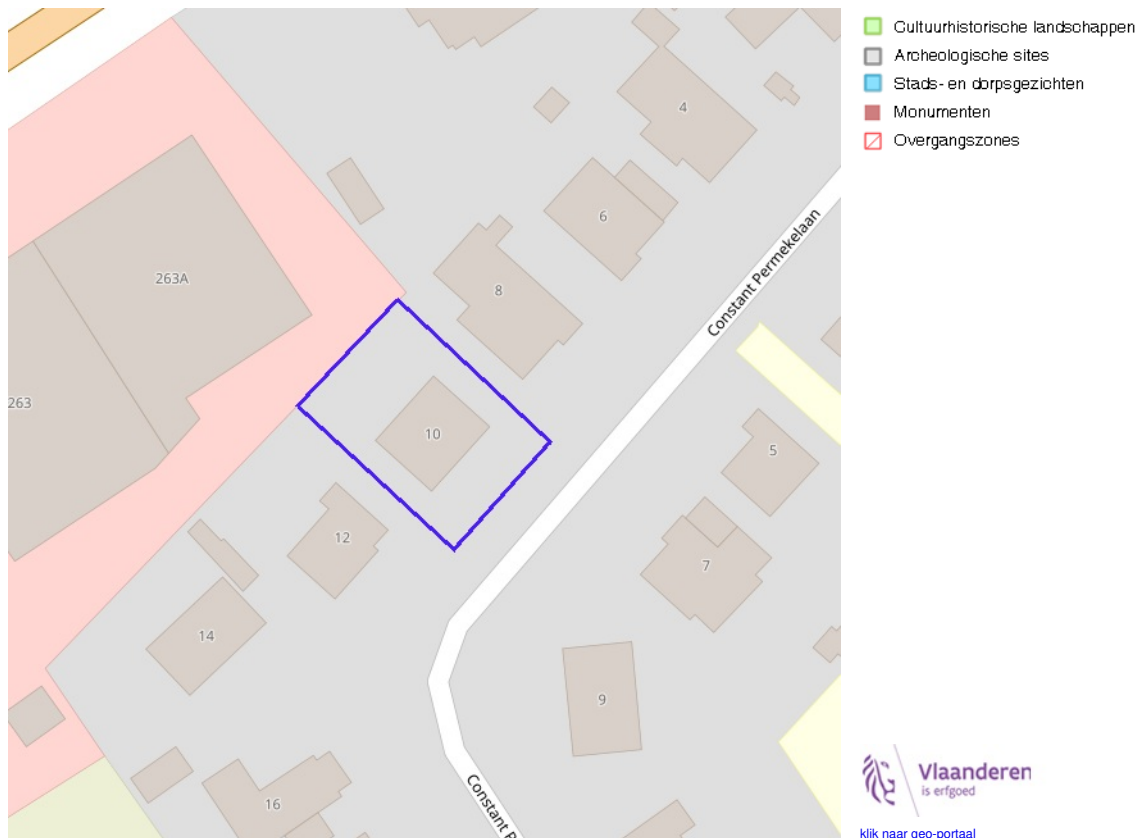 Cultuurhistorische landschappen
Archeologische sites
Stads- en dorpsgezichten
Monumenten
Overgangszones
4
6
Constant Permekelaan
263A
8
263
10
5
12
7
14
9
16
Constant P
Vlaanderen
is erfgoed
klik naar geo-portaal